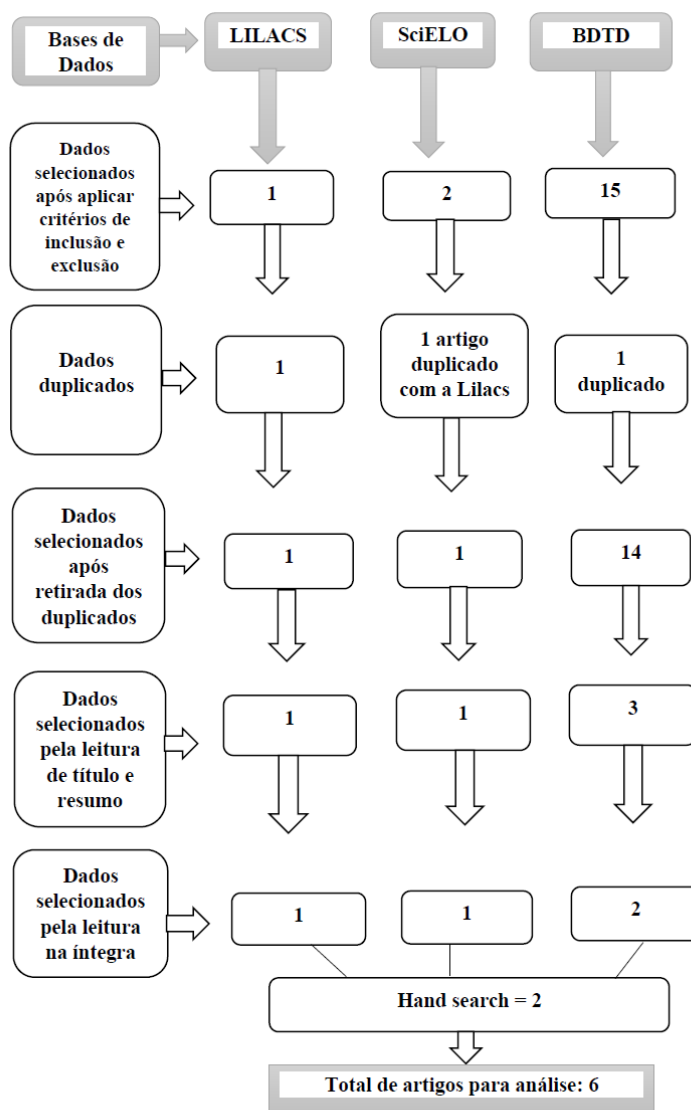 Bases de
Dados
LILACS
SciELO
BDTD
Dados
selecionados
após aplicar
critérios de
inclusão e
exclusão
1
2
15
Dados
duplicados
1
1 artigo
duplicado
com a Lilacs
1
duplicado
Dados
selecionados
após
retirada dos
duplicados
1
1
14
Dados
selecionados
pela leitura
de título e
resumo
1
1
3
Dados
selecionados
pela leitura
na íntegra
1
1
2
Hand search = 2
Total de artigos para análise: 6